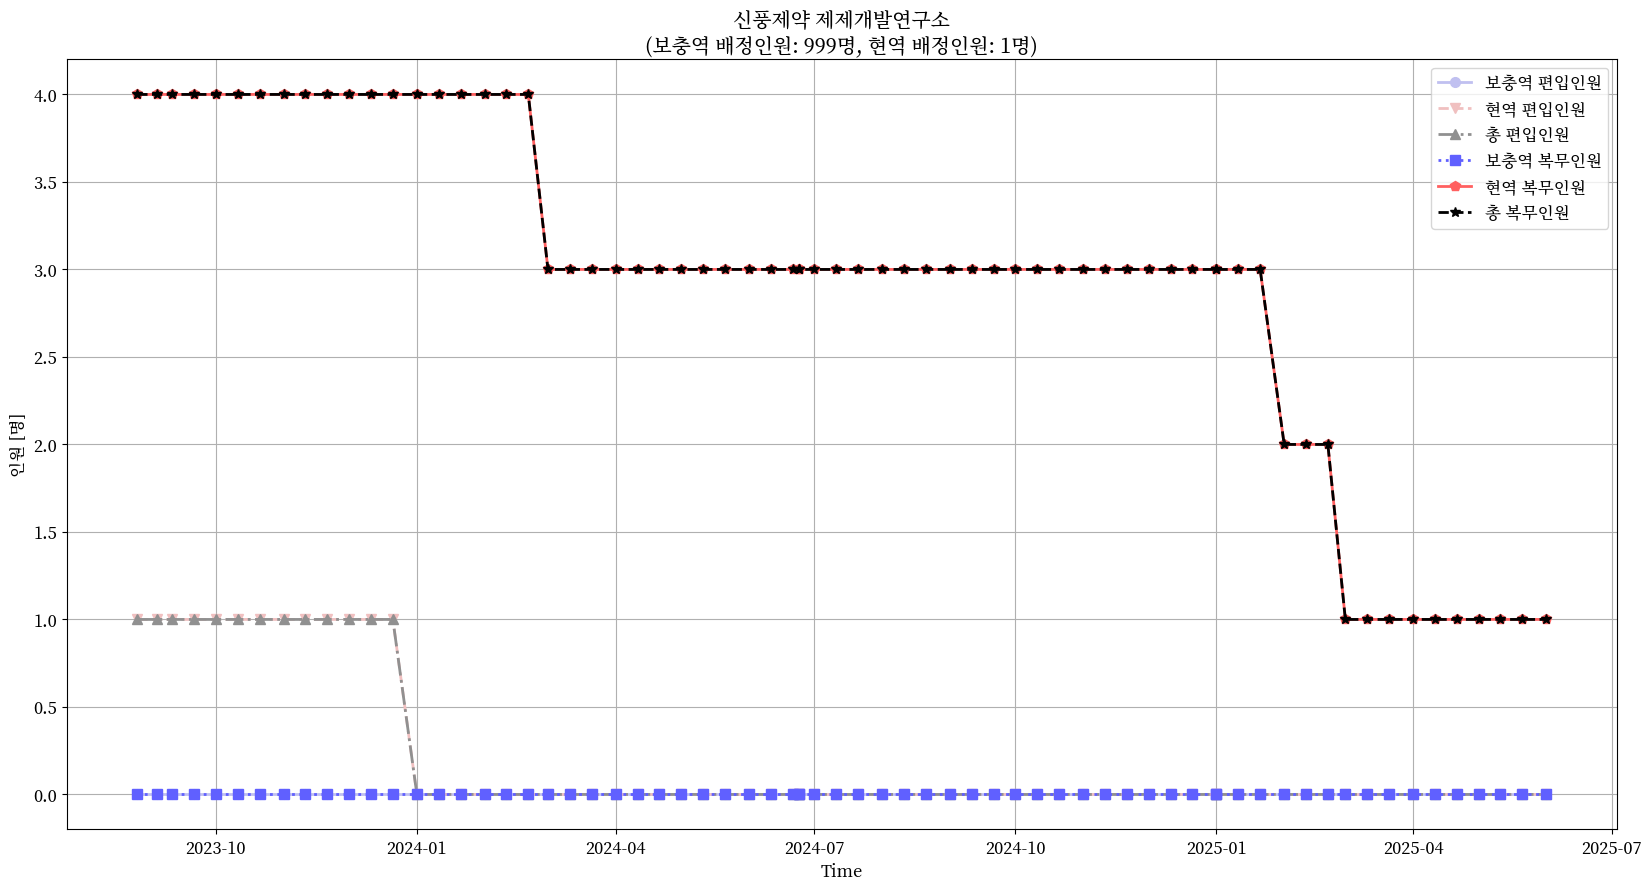 신풍제약 제제개발연구소
(보충역 배정인원: 999명, 현역 배정인원: 1명)
보충역 편입인원
현역 편입인원
총 편입인원
보충역 복무인원
현역 복무인원
총 복무인원
인원 [명]
4.0
3.5
3.0
2.5
2.0
1.5
1.0
0.5
0.0
2023-10
2024-01
2024-04
2024-07
2024-10
2025-01
2025-04
2025-07
Time